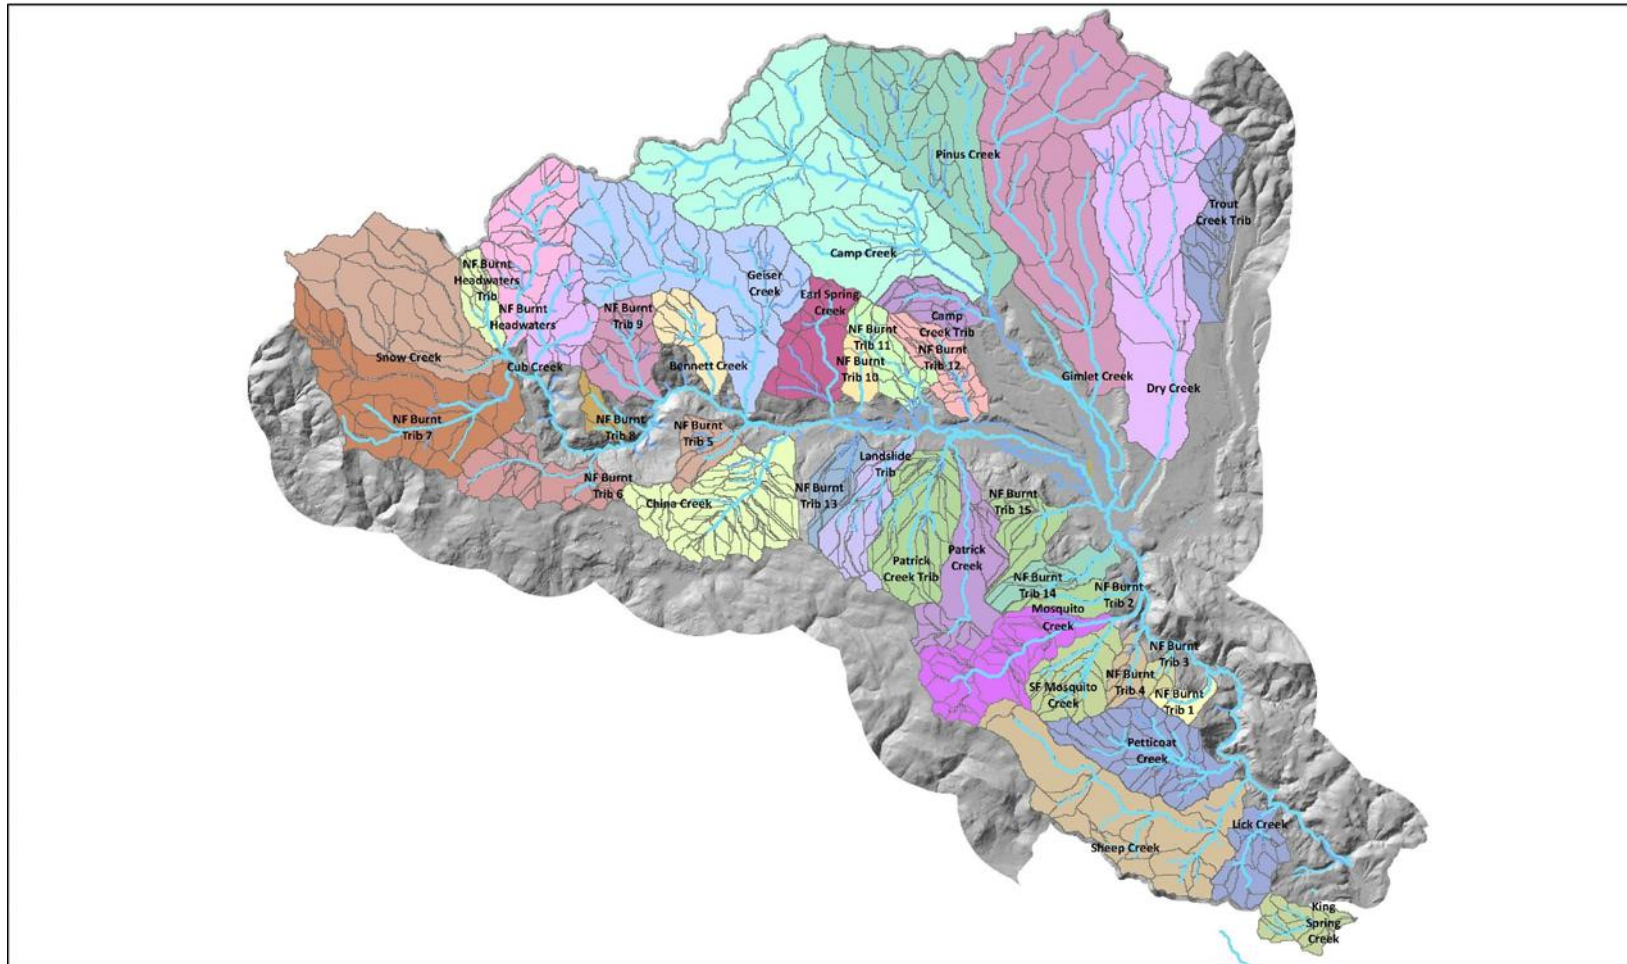 Pinus Creek
Trout
Creek Trib
Camp Creek
NF Burnt
Headwaters
Trib
Geiser
Creek
Earl Spring
Creek
NF Burnt
Headwaters
NF Burnt
Trib 9
Camp
Creek Trib
NF Burnt
Trib 11
NF Burnt
Trib 12
Snow Creek
Cub Creek
Bennett Creek
NF Burnt
Trib 10
Gimlet Creek
Dry Creek
NF Burnt
Trib 7
NF Burnt
Trib 8
NF Burnt
Trib 5
Landslide
Trib
NF Burnt
Trib 6
China Creek
NF Burnt
Trib 13
NF Burnt
Trib 15
Patrick
Creek
Patrick
Creek Trib
NF Burnt
Trib 14
NF Burnt
Trib 2
Mosquito
Creek
NF Burnt
Trib 3
NF Burnt
Trib 4
SF Mosquito
Creek
NF Burnt
Trib 1
Petticoat
Creek
Lick Creek
Sheep Creek
King
Spring
Creek